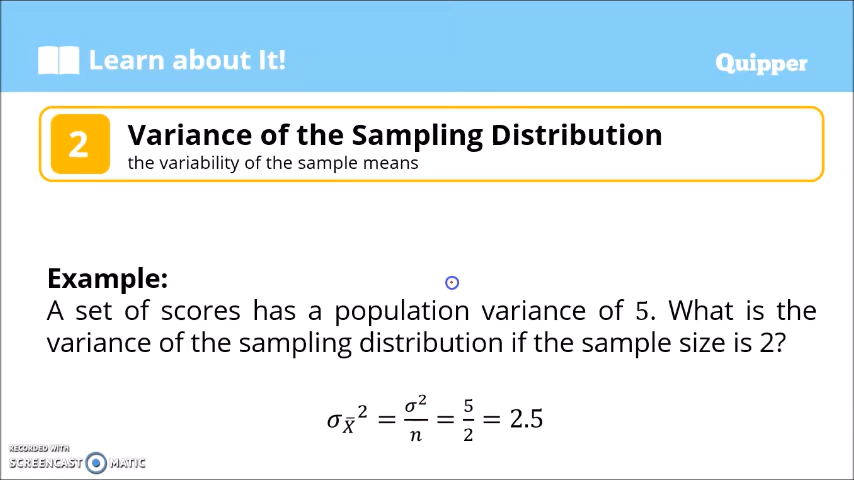 Learn about It!
Quipper
2
Variance of the Sampling Distribution
the variability of the sample means
Example:
A set of scores has a population variance of 5. What is the
variance of the sampling distribution if the sample size is 2?
σ_X̄² = σ²/n = 5/2 = 2.5
RECORDED WITH
SCREENCAST MATIC